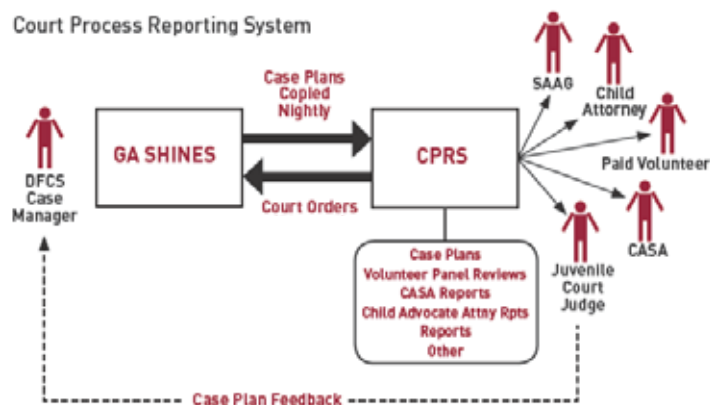 Court Process Reporting System
Case Plans
Copied
Nightly
GA SHINES
CPRS
Court Orders
DFCS
Case
Manager
SAAG
Child
Attorney
Paid Volunteer
CASA
Juvenile
Court
Judge
Case Plans
Volunteer Panel Reviews
CASA Reports
Child Advocate Attny Rpts
Reports
Other
Case Plan Feedback